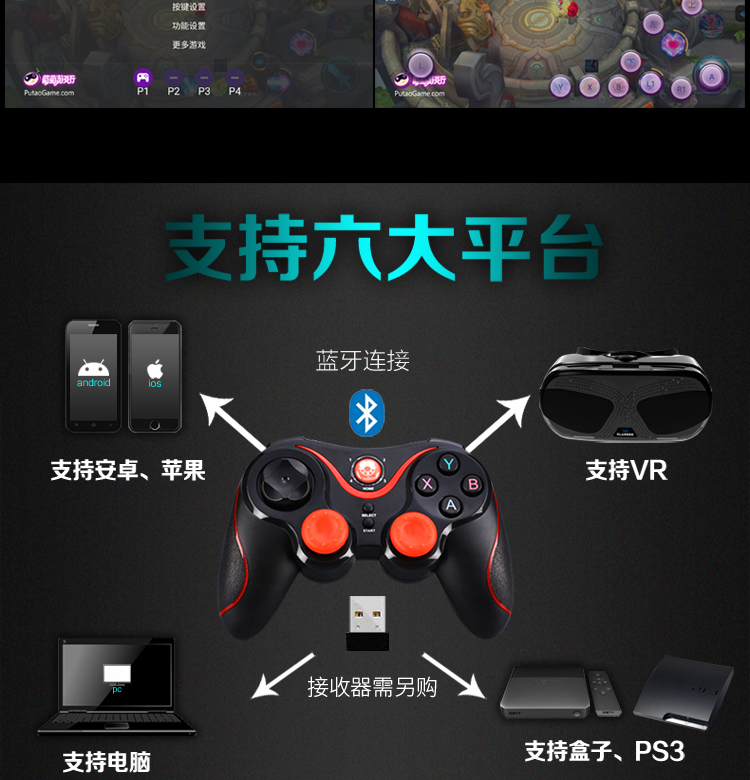 按键设置
功能设置
更多游戏
葡萄游戏厅
PutaoGame.com
P1 P2 P3 P4
葡萄游戏厅
PutaoGame.com
L
Y X B L1 R1 A
支持六大平台
android
ios
蓝牙连接
支持安卓、苹果
支持VR
HOME
SELECT
START
Y
X B
A
pc
接收器需另购
支持电脑
支持盒子、PS3